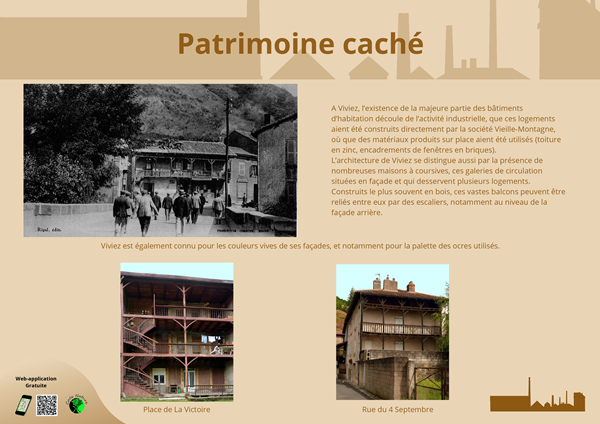 Patrimoine caché
A Viviez, l'existence de la majeure partie des bâtiments
d'habitation découle de l'activité industrielle, que ces logements
aient été construits directement par la société Vieille-Montagne,
où que des matériaux produits sur place aient été utilisés (toiture
en zinc, encadrements de fenêtres en briques).
L'architecture de Viviez se distingue aussi par la présence de
nombreuses maisons à coursives, ces galeries de circulation
situées en façade et qui desservent plusieurs logements.
Construits le plus souvent en bois, ces vastes balcons peuvent être
reliés entre eux par des escaliers, notamment au niveau de la
façade arrière.
Rigal, edit.
Viviez est également connu pour les couleurs vives de ses façades, et notamment pour la palette des ocres utilisés.
Place de La Victoire
Rue du 4 Septembre
Web-application
Gratuite